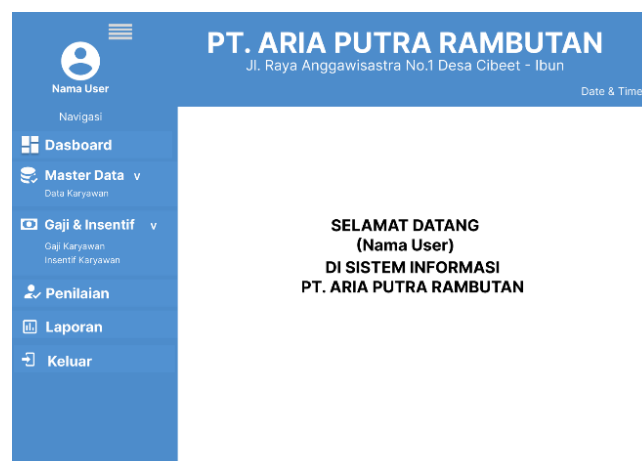 Nama User
Navigasi
Dasboard
Master Data v
Data Karyawan
Gaji & Insentif v
Gaji Karyawan
Insentif Karyawan
Penilaian
Laporan
Keluar
PT. ARIA PUTRA RAMBUTAN
Jl. Raya Anggawisastra No.1 Desa Cibeet - Ibun
Date & Time
SELAMAT DATANG
(Nama User)
DI SISTEM INFORMASI
PT. ARIA PUTRA RAMBUTAN